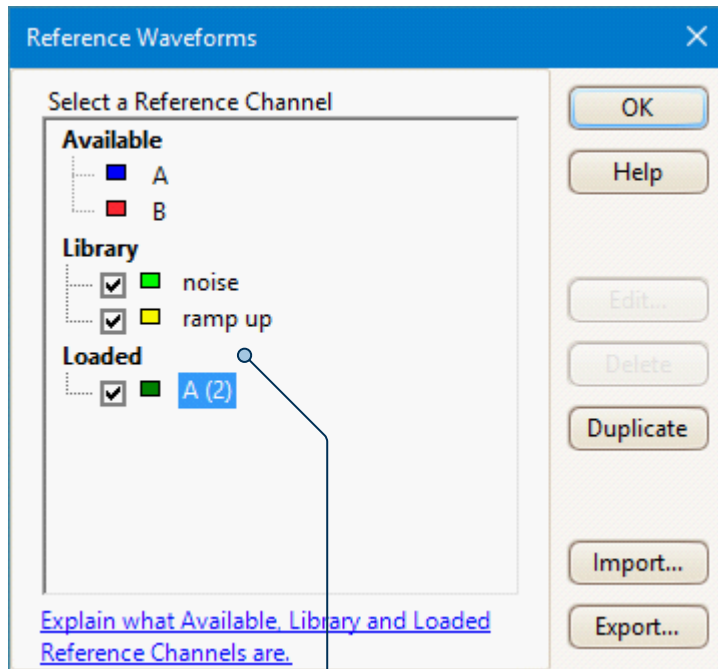 Reference Waveforms
Select a Reference Channel
Available
A
B
Library
noise
ramp up
Loaded
A (2)
Explain what Available, Library and Loaded
Reference Channels are.
OK
Help
Edit...
Delete
Duplicate
Import...
Export...